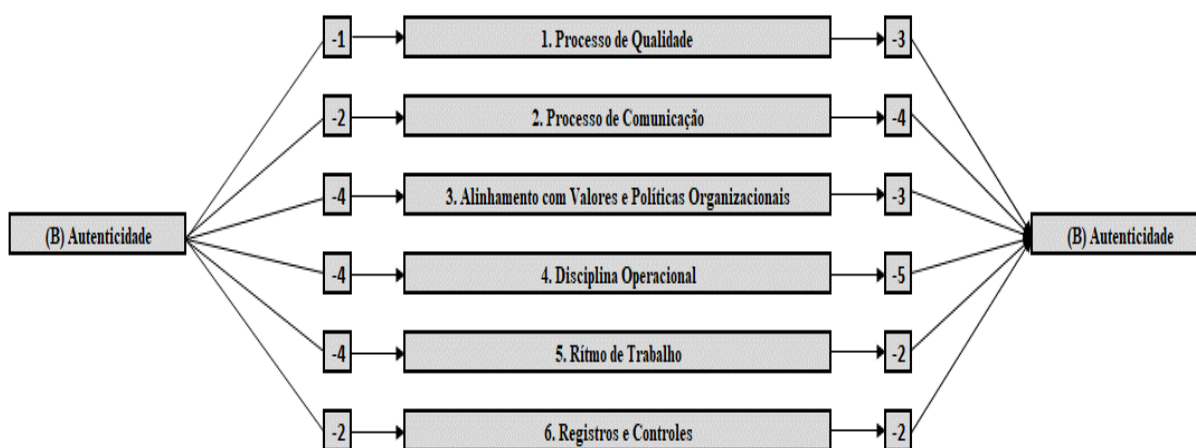 -1 1. Processo de Qualidade -3
-2 2. Processo de Comunicação -4
-4 3. Alinhamento com Valores e Políticas Organizacionais -3
(B) Autenticidade (B) Autenticidade
-4 4. Disciplina Operacional -5
-4 5. Rítmo de Trabalho -2
-2 6. Registros e Controles -2